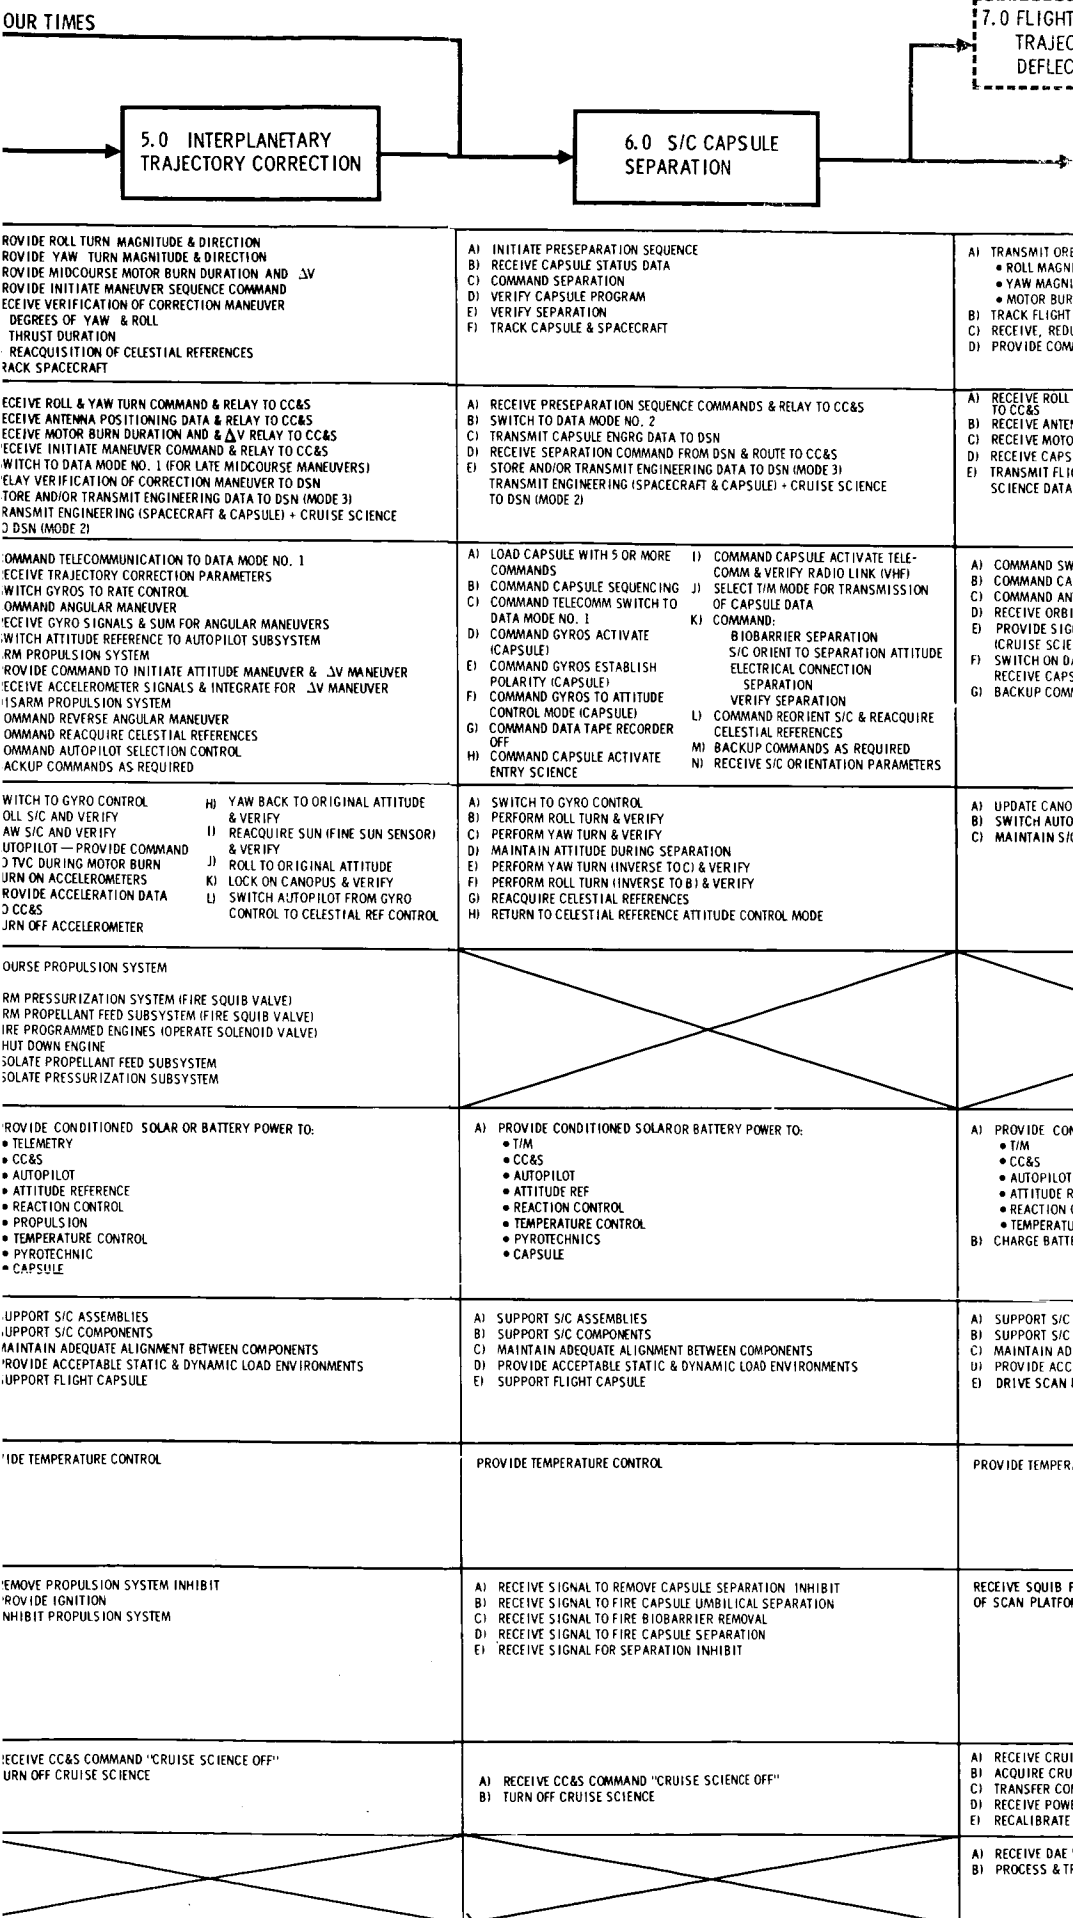 OUR TIMES
7.0 FLIGHT
TRAJEC
DEFLEC
5.0 INTERPLANETARY
TRAJECTORY CORRECTION
6.0 S/C CAPSULE
SEPARATION
ROVIDE ROLL TURN MAGNITUDE & DIRECTION
ROVIDE YAW TURN MAGNITUDE & DIRECTION
ROVIDE MIDCOURSE MOTOR BURN DURATION AND ΔV
ROVIDE INITIATE MANEUVER SEQUENCE COMMAND
ECEIVE VERIFICATION OF CORRECTION MANEUVER
DEGREES OF YAW & ROLL
THRUST DURATION
REACQUISITION OF CELESTIAL REFERENCES
RACK SPACECRAFT
A) INITIATE PRESEPARATION SEQUENCE
B) RECEIVE CAPSULE STATUS DATA
C) COMMAND SEPARATION
D) VERIFY CAPSULE PROGRAM
E) VERIFY SEPARATION
F) TRACK CAPSULE & SPACECRAFT
A) TRANSMIT ORE
• ROLL MAGNI
• YAW MAGNI
• MOTOR BUR
B) TRACK FLIGHT
C) RECEIVE, REDU
D) PROVIDE COM
ECEIVE ROLL & YAW TURN COMMAND & RELAY TO CC&S
ECEIVE ANTENNA POSITIONING DATA & RELAY TO CC&S
ECEIVE MOTOR BURN DURATION AND & ΔV RELAY TO CC&S
ECEIVE INITIATE MANEUVER COMMAND & RELAY TO CC&S
WITCH TO DATA MODE NO. 1 (FOR LATE MIDCOURSE MANEUVERS)
ELAY VERIFICATION OF CORRECTION MANEUVER TO DSN
TORE AND/OR TRANSMIT ENGINEERING DATA TO DSN (MODE 3)
RANSMIT ENGINEERING (SPACECRAFT & CAPSULE) + CRUISE SCIENCE
O DSN (MODE 2)
A) RECEIVE PRESEPARATION SEQUENCE COMMANDS & RELAY TO CC&S
B) SWITCH TO DATA MODE NO. 2
C) TRANSMIT CAPSULE ENGRG DATA TO DSN
D) RECEIVE SEPARATION COMMAND FROM DSN & ROUTE TO CC&S
E) STORE AND/OR TRANSMIT ENGINEERING DATA TO DSN (MODE 3)
TRANSMIT ENGINEERING (SPACECRAFT & CAPSULE) + CRUISE SCIENCE
TO DSN (MODE 2)
A) RECEIVE ROLL
TO CC&S
B) RECEIVE ANTEN
C) RECEIVE MOTO
D) RECEIVE CAPS
E) TRANSMIT FLI
SCIENCE DATA
OMMAND TELECOMMUNICATION TO DATA MODE NO. 1
ECEIVE TRAJECTORY CORRECTION PARAMETERS
WITCH GYROS TO RATE CONTROL
OMMAND ANGULAR MANEUVER
ECEIVE GYRO SIGNALS & SUM FOR ANGULAR MANEUVERS
WITCH ATTITUDE REFERENCE TO AUTOPILOT SUBSYSTEM
RM PROPULSION SYSTEM
ROVIDE COMMAND TO INITIATE ATTITUDE MANEUVER & ΔV MANEUVER
ECEIVE ACCELEROMETER SIGNALS & INTEGRATE FOR ΔV MANEUVER
ISARM PROPULSION SYSTEM
OMMAND REVERSE ANGULAR MANEUVER
OMMAND REACQUIRE CELESTIAL REFERENCES
OMMAND AUTOPILOT SELECTION CONTROL
ACKUP COMMANDS AS REQUIRED
A) LOAD CAPSULE WITH 5 OR MORE
COMMANDS
B) COMMAND CAPSULE SEQUENCING
C) COMMAND TELECOMM SWITCH TO
DATA MODE NO. 1
D) COMMAND GYROS ACTIVATE
(CAPSULE)
E) COMMAND GYROS ESTABLISH
POLARITY (CAPSULE)
F) COMMAND GYROS TO ATTITUDE
CONTROL MODE (CAPSULE)
G) COMMAND DATA TAPE RECORDER
OFF
H) COMMAND CAPSULE ACTIVATE
ENTRY SCIENCE
I) COMMAND CAPSULE ACTIVATE TELE-
COMM & VERIFY RADIO LINK (VHF)
J) SELECT T/M MODE FOR TRANSMISSION
OF CAPSULE DATA
K) COMMAND:
BIOBARRIER SEPARATION
S/C ORIENT TO SEPARATION ATTITUDE
ELECTRICAL CONNECTION
SEPARATION
VERIFY SEPARATION
L) COMMAND REORIENT S/C & REACQUIRE
CELESTIAL REFERENCES
M) BACKUP COMMANDS AS REQUIRED
N) RECEIVE S/C ORIENTATION PARAMETERS
A) COMMAND SW
B) COMMAND CA
C) COMMAND AN
D) RECEIVE ORBI
E) PROVIDE SIG
(CRUISE SCIE
F) SWITCH ON DA
RECEIVE CAPS
G) BACKUP COMM
WITCH TO GYRO CONTROL
OLL S/C AND VERIFY
AW S/C AND VERIFY
UTOPILOT — PROVIDE COMMAND
O TVC DURING MOTOR BURN
URN ON ACCELEROMETERS
ROVIDE ACCELERATION DATA
O CC&S
URN OFF ACCELEROMETER
H) YAW BACK TO ORIGINAL ATTITUDE
& VERIFY
I) REACQUIRE SUN (FINE SUN SENSOR)
& VERIFY
J) ROLL TO ORIGINAL ATTITUDE
K) LOCK ON CANOPUS & VERIFY
L) SWITCH AUTOPILOT FROM GYRO
CONTROL TO CELESTIAL REF CONTROL
A) SWITCH TO GYRO CONTROL
B) PERFORM ROLL TURN & VERIFY
C) PERFORM YAW TURN & VERIFY
D) MAINTAIN ATTITUDE DURING SEPARATION
E) PERFORM YAW TURN (INVERSE TO C) & VERIFY
F) PERFORM ROLL TURN (INVERSE TO B) & VERIFY
G) REACQUIRE CELESTIAL REFERENCES
H) RETURN TO CELESTIAL REFERENCE ATTITUDE CONTROL MODE
A) UPDATE CANO
B) SWITCH AUTO
C) MAINTAIN S/C
OURSE PROPULSION SYSTEM
RM PRESSURIZATION SYSTEM (FIRE SQUIB VALVE)
RM PROPELLANT FEED SUBSYSTEM (FIRE SQUIB VALVE)
IRE PROGRAMMED ENGINES (OPERATE SOLENOID VALVE)
HUT DOWN ENGINE
SOLATE PROPELLANT FEED SUBSYSTEM
SOLATE PRESSURIZATION SUBSYSTEM
ROVIDE CONDITIONED SOLAR OR BATTERY POWER TO:
• TELEMETRY
• CC&S
• AUTOPILOT
• ATTITUDE REFERENCE
• REACTION CONTROL
• PROPULSION
• TEMPERATURE CONTROL
• PYROTECHNIC
• CAPSULE
A) PROVIDE CONDITIONED SOLAR OR BATTERY POWER TO:
• T/M
• CC&S
• AUTOPILOT
• ATTITUDE REF
• REACTION CONTROL
• TEMPERATURE CONTROL
• PYROTECHNICS
• CAPSULE
A) PROVIDE CON
• T/M
• CC&S
• AUTOPILOT
• ATTITUDE R
• REACTION C
• TEMPERATU
B) CHARGE BATTE
UPPORT S/C ASSEMBLIES
UPPORT S/C COMPONENTS
MAINTAIN ADEQUATE ALIGNMENT BETWEEN COMPONENTS
PROVIDE ACCEPTABLE STATIC & DYNAMIC LOAD ENVIRONMENTS
UPPORT FLIGHT CAPSULE
A) SUPPORT S/C ASSEMBLIES
B) SUPPORT S/C COMPONENTS
C) MAINTAIN ADEQUATE ALIGNMENT BETWEEN COMPONENTS
D) PROVIDE ACCEPTABLE STATIC & DYNAMIC LOAD ENVIRONMENTS
E) SUPPORT FLIGHT CAPSULE
A) SUPPORT S/C
B) SUPPORT S/C
C) MAINTAIN AD
D) PROVIDE ACC
E) DRIVE SCAN
IDE TEMPERATURE CONTROL
PROVIDE TEMPERATURE CONTROL
PROVIDE TEMPERA
EMOVE PROPULSION SYSTEM INHIBIT
ROVIDE IGNITION
NHIBIT PROPULSION SYSTEM
A) RECEIVE SIGNAL TO REMOVE CAPSULE SEPARATION INHIBIT
B) RECEIVE SIGNAL TO FIRE CAPSULE UMBILICAL SEPARATION
C) RECEIVE SIGNAL TO FIRE BIOBARRIER REMOVAL
D) RECEIVE SIGNAL TO FIRE CAPSULE SEPARATION
E) RECEIVE SIGNAL FOR SEPARATION INHIBIT
RECEIVE SQUIB F
OF SCAN PLATFO
ECEIVE CC&S COMMAND "CRUISE SCIENCE OFF"
URN OFF CRUISE SCIENCE
A) RECEIVE CC&S COMMAND "CRUISE SCIENCE OFF"
B) TURN OFF CRUISE SCIENCE
A) RECEIVE CRUI
B) ACQUIRE CRU
C) TRANSFER CO
D) RECEIVE POWE
E) RECALIBRATE
A) RECEIVE DAE
B) PROCESS & TR